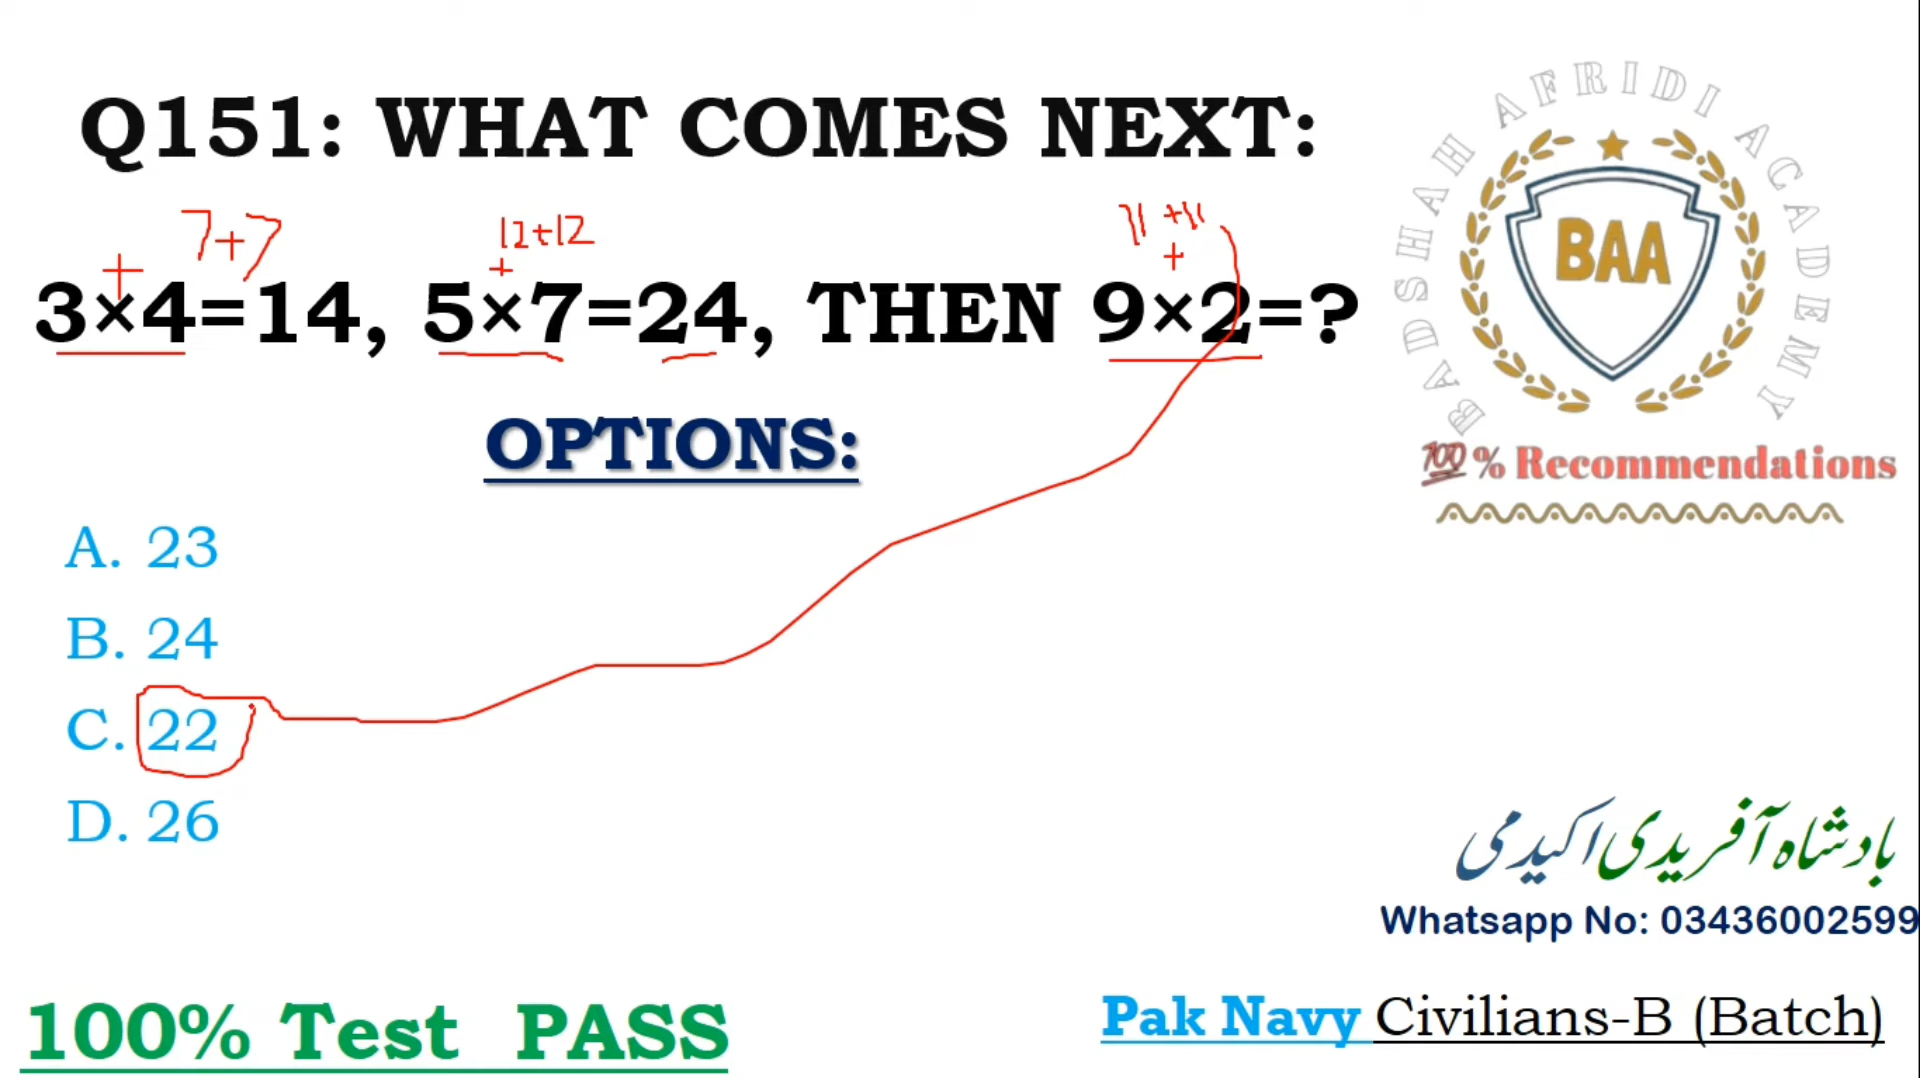 Q151: WHAT COMES NEXT:
7+7 12+12 11+11
+ + +
3×4=14, 5×7=24, THEN 9×2=?
OPTIONS:
A. 23
B. 24
C. 22
D. 26
BADSHAH AFRIDI ACADEMY
BAA
💯% Recommendations
بادشاہ آفریدی اکیڈمی
Whatsapp No: 03436002599
100% Test PASS
Pak Navy Civilians-B (Batch)